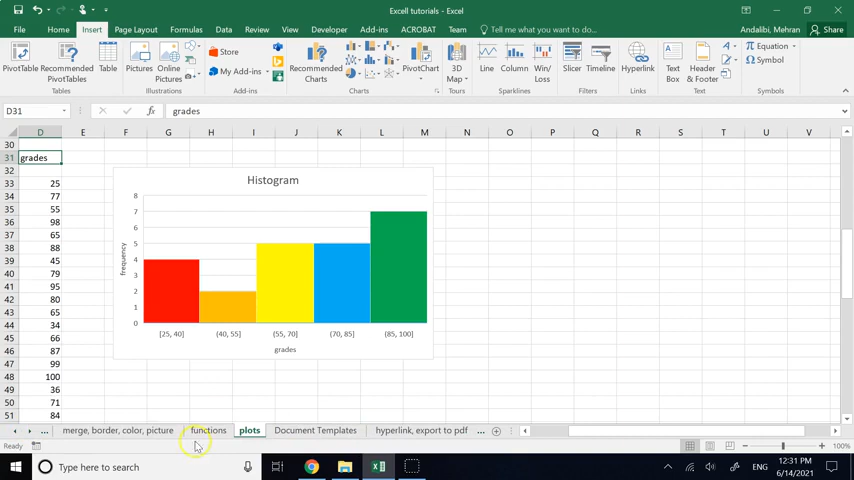 Excell tutorials - Excel
Andalibi, Mehran
File
Home
Insert
Page Layout
Formulas
Data
Review
View
Developer
Add-ins
ACROBAT
Team
Tell me what you want to do...
Share
PivotTable
Recommended PivotTables
Table
Pictures
Online Pictures
Store
My Add-ins
Recommended Charts
PivotChart
3D Map
Line
Column
Win/ Loss
Slicer
Timeline
Hyperlink
Text Box
Header & Footer
Equation
Symbol
Tables
Illustrations
Add-ins
Charts
Tours
Sparklines
Filters
Links
Text
Symbols
D31
fx
grades
D E F G H I J K L M N O P Q R S T U V
30
31 grades
32
33 25
34 77
35 55
36 98
37 65
38 88
39 45
40 79
41 95
42 80
43 65
44 34
45 66
46 87
47 99
48 100
49 36
50 71
51 84
Histogram
frequency
8
7
6
5
4
3
2
1
0
[25, 40] (40, 55] (55, 70] (70, 85] (85, 100]
grades
... merge, border, color, picture functions plots Document Templates hyperlink, export to pdf ...
Ready
100%
Type here to search
ENG
12:31 PM
6/14/2021